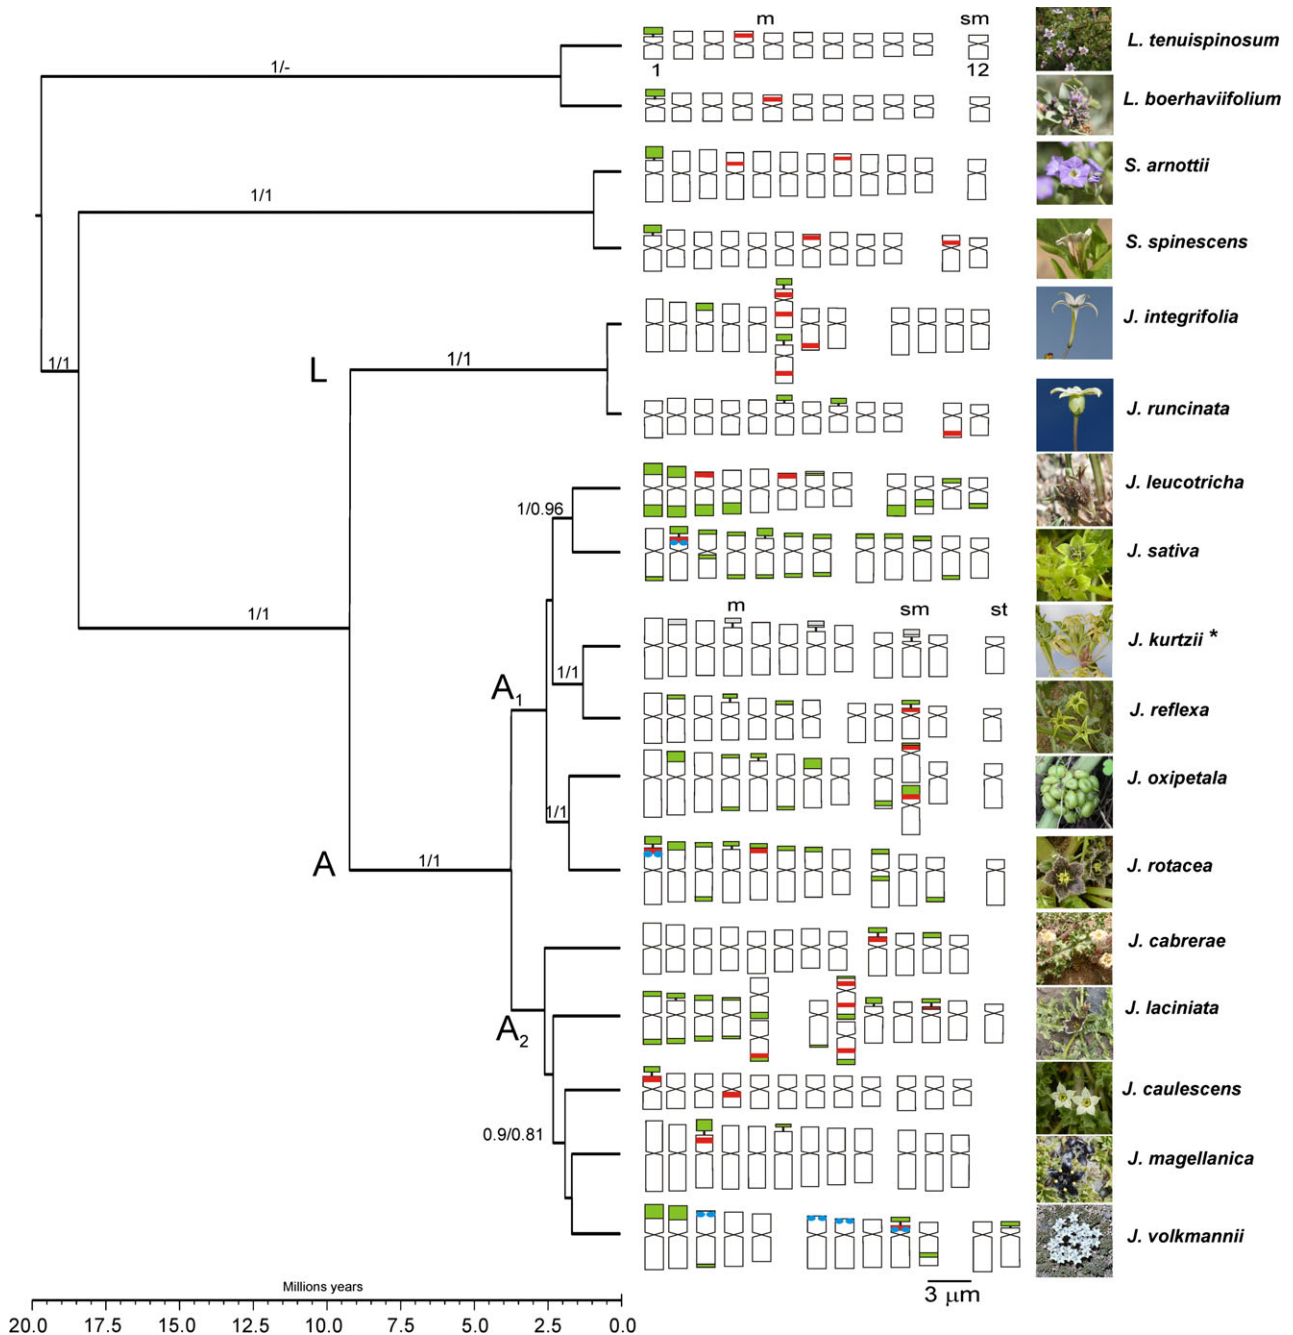 m sm
L. tenuispinosum
1/-
1 12
L. boerhaviifolium
S. arnottii
1/1
S. spinescens
J. integrifolia
1/1
L
1/1
J. runcinata
J. leucotricha
1/0.96
J. sativa
m sm st
1/1
J. kurtzii *
1/1
A1
J. reflexa
J. oxipetala
1/1
A
1/1
J. rotacea
J. cabrerae
J. laciniata
A2
J. caulescens
0.9/0.81
J. magellanica
J. volkmannii
Millions years
3 μm
20.0 17.5 15.0 12.5 10.0 7.5 5.0 2.5 0.0